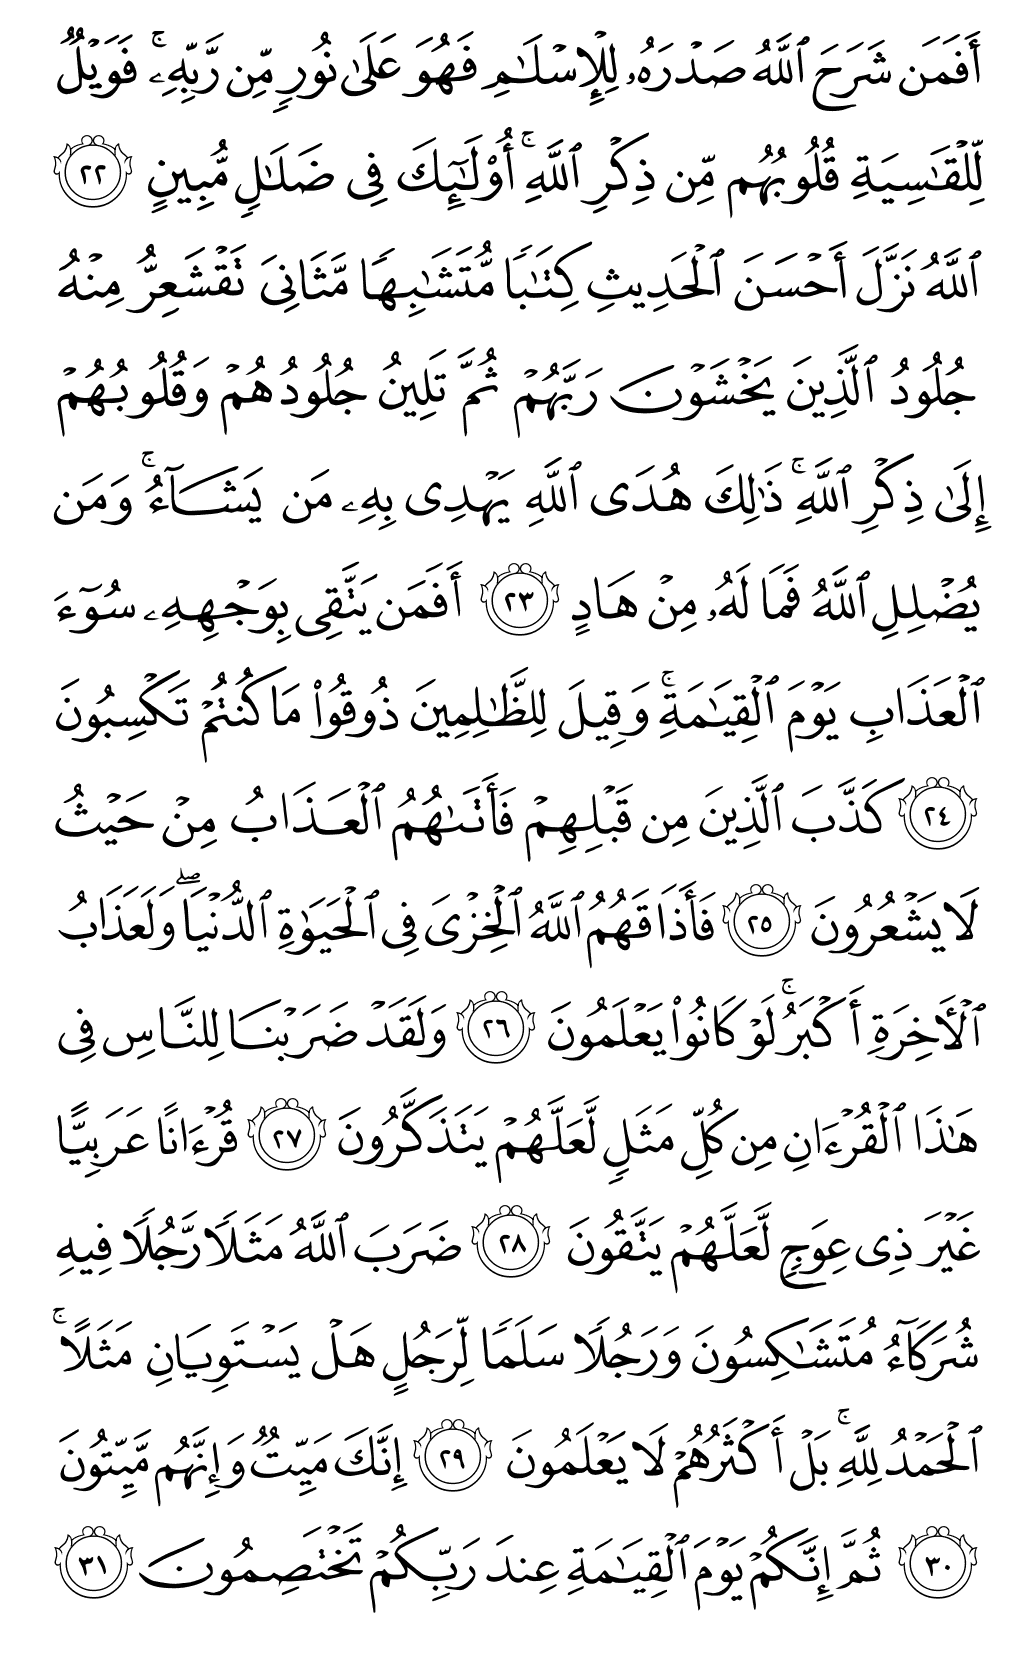 أَفَمَن شَرَحَ ٱللَّهُ صَدْرَهُۥ لِلْإِسْلَـٰمِ فَهُوَ عَلَىٰ نُورٍ مِّن رَّبِّهِۦ ۚ فَوَيْلٌ
لِّلْقَـٰسِيَةِ قُلُوبُهُم مِّن ذِكْرِ ٱللَّهِ ۚ أُو۟لَـٰٓئِكَ فِى ضَلَـٰلٍ مُّبِينٍ ٢٢
ٱللَّهُ نَزَّلَ أَحْسَنَ ٱلْحَدِيثِ كِتَـٰبًا مُّتَشَـٰبِهًا مَّثَانِىَ تَقْشَعِرُّ مِنْهُ
جُلُودُ ٱلَّذِينَ يَخْشَوْنَ رَبَّهُمْ ثُمَّ تَلِينُ جُلُودُهُمْ وَقُلُوبُهُمْ
إِلَىٰ ذِكْرِ ٱللَّهِ ۚ ذَٰلِكَ هُدَى ٱللَّهِ يَهْدِى بِهِۦ مَن يَشَآءُ ۚ وَمَن
يُضْلِلِ ٱللَّهُ فَمَا لَهُۥ مِنْ هَادٍ ٢٣ أَفَمَن يَتَّقِى بِوَجْهِهِۦ سُوٓءَ
ٱلْعَذَابِ يَوْمَ ٱلْقِيَـٰمَةِ ۚ وَقِيلَ لِلظَّـٰلِمِينَ ذُوقُوا۟ مَا كُنتُمْ تَكْسِبُونَ
٢٤ كَذَّبَ ٱلَّذِينَ مِن قَبْلِهِمْ فَأَتَىٰهُمُ ٱلْعَذَابُ مِنْ حَيْثُ
لَا يَشْعُرُونَ ٢٥ فَأَذَاقَهُمُ ٱللَّهُ ٱلْخِزْىَ فِى ٱلْحَيَوٰةِ ٱلدُّنْيَا ۖ وَلَعَذَابُ
ٱلْـَٔاخِرَةِ أَكْبَرُ ۚ لَوْ كَانُوا۟ يَعْلَمُونَ ٢٦ وَلَقَدْ ضَرَبْنَا لِلنَّاسِ فِى
هَـٰذَا ٱلْقُرْءَانِ مِن كُلِّ مَثَلٍ لَّعَلَّهُمْ يَتَذَكَّرُونَ ٢٧ قُرْءَانًا عَرَبِيًّا
غَيْرَ ذِى عِوَجٍ لَّعَلَّهُمْ يَتَّقُونَ ٢٨ ضَرَبَ ٱللَّهُ مَثَلًا رَّجُلًا فِيهِ
شُرَكَآءُ مُتَشَـٰكِسُونَ وَرَجُلًا سَلَمًا لِّرَجُلٍ هَلْ يَسْتَوِيَانِ مَثَلًا ۚ
ٱلْحَمْدُ لِلَّهِ ۚ بَلْ أَكْثَرُهُمْ لَا يَعْلَمُونَ ٢٩ إِنَّكَ مَيِّتٌ وَإِنَّهُم مَّيِّتُونَ
٣٠ ثُمَّ إِنَّكُمْ يَوْمَ ٱلْقِيَـٰمَةِ عِندَ رَبِّكُمْ تَخْتَصِمُونَ ٣١